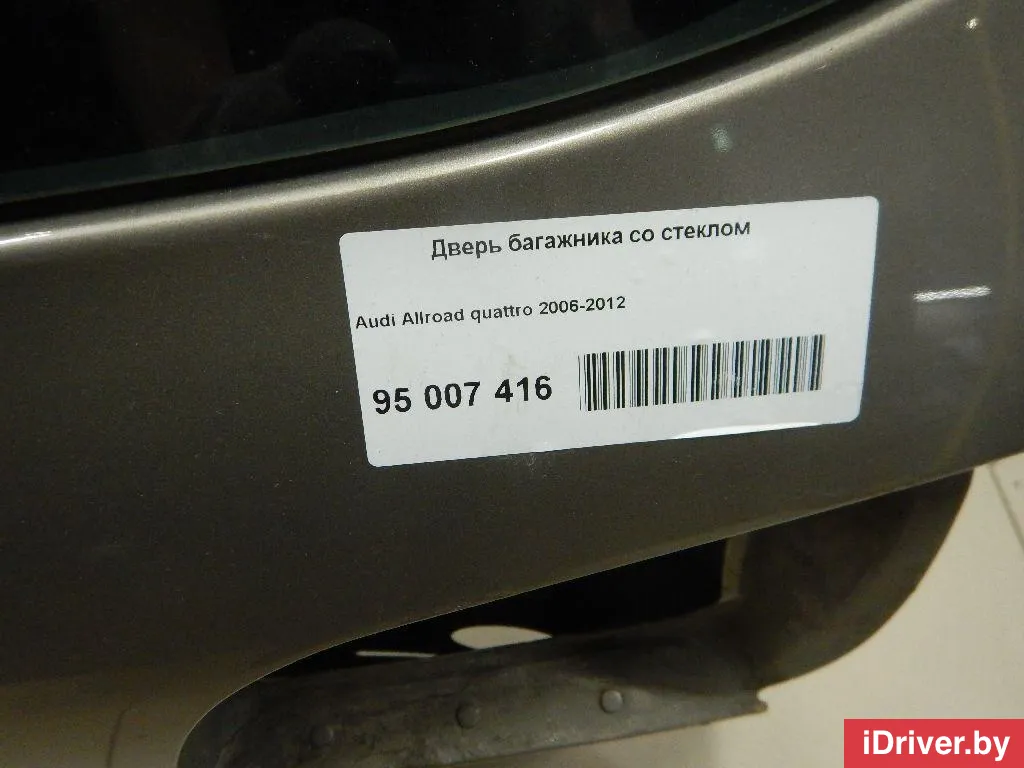 Дверь багажника со стеклом
Audi Allroad quattro 2006-2012
95 007 416
iDriver.by